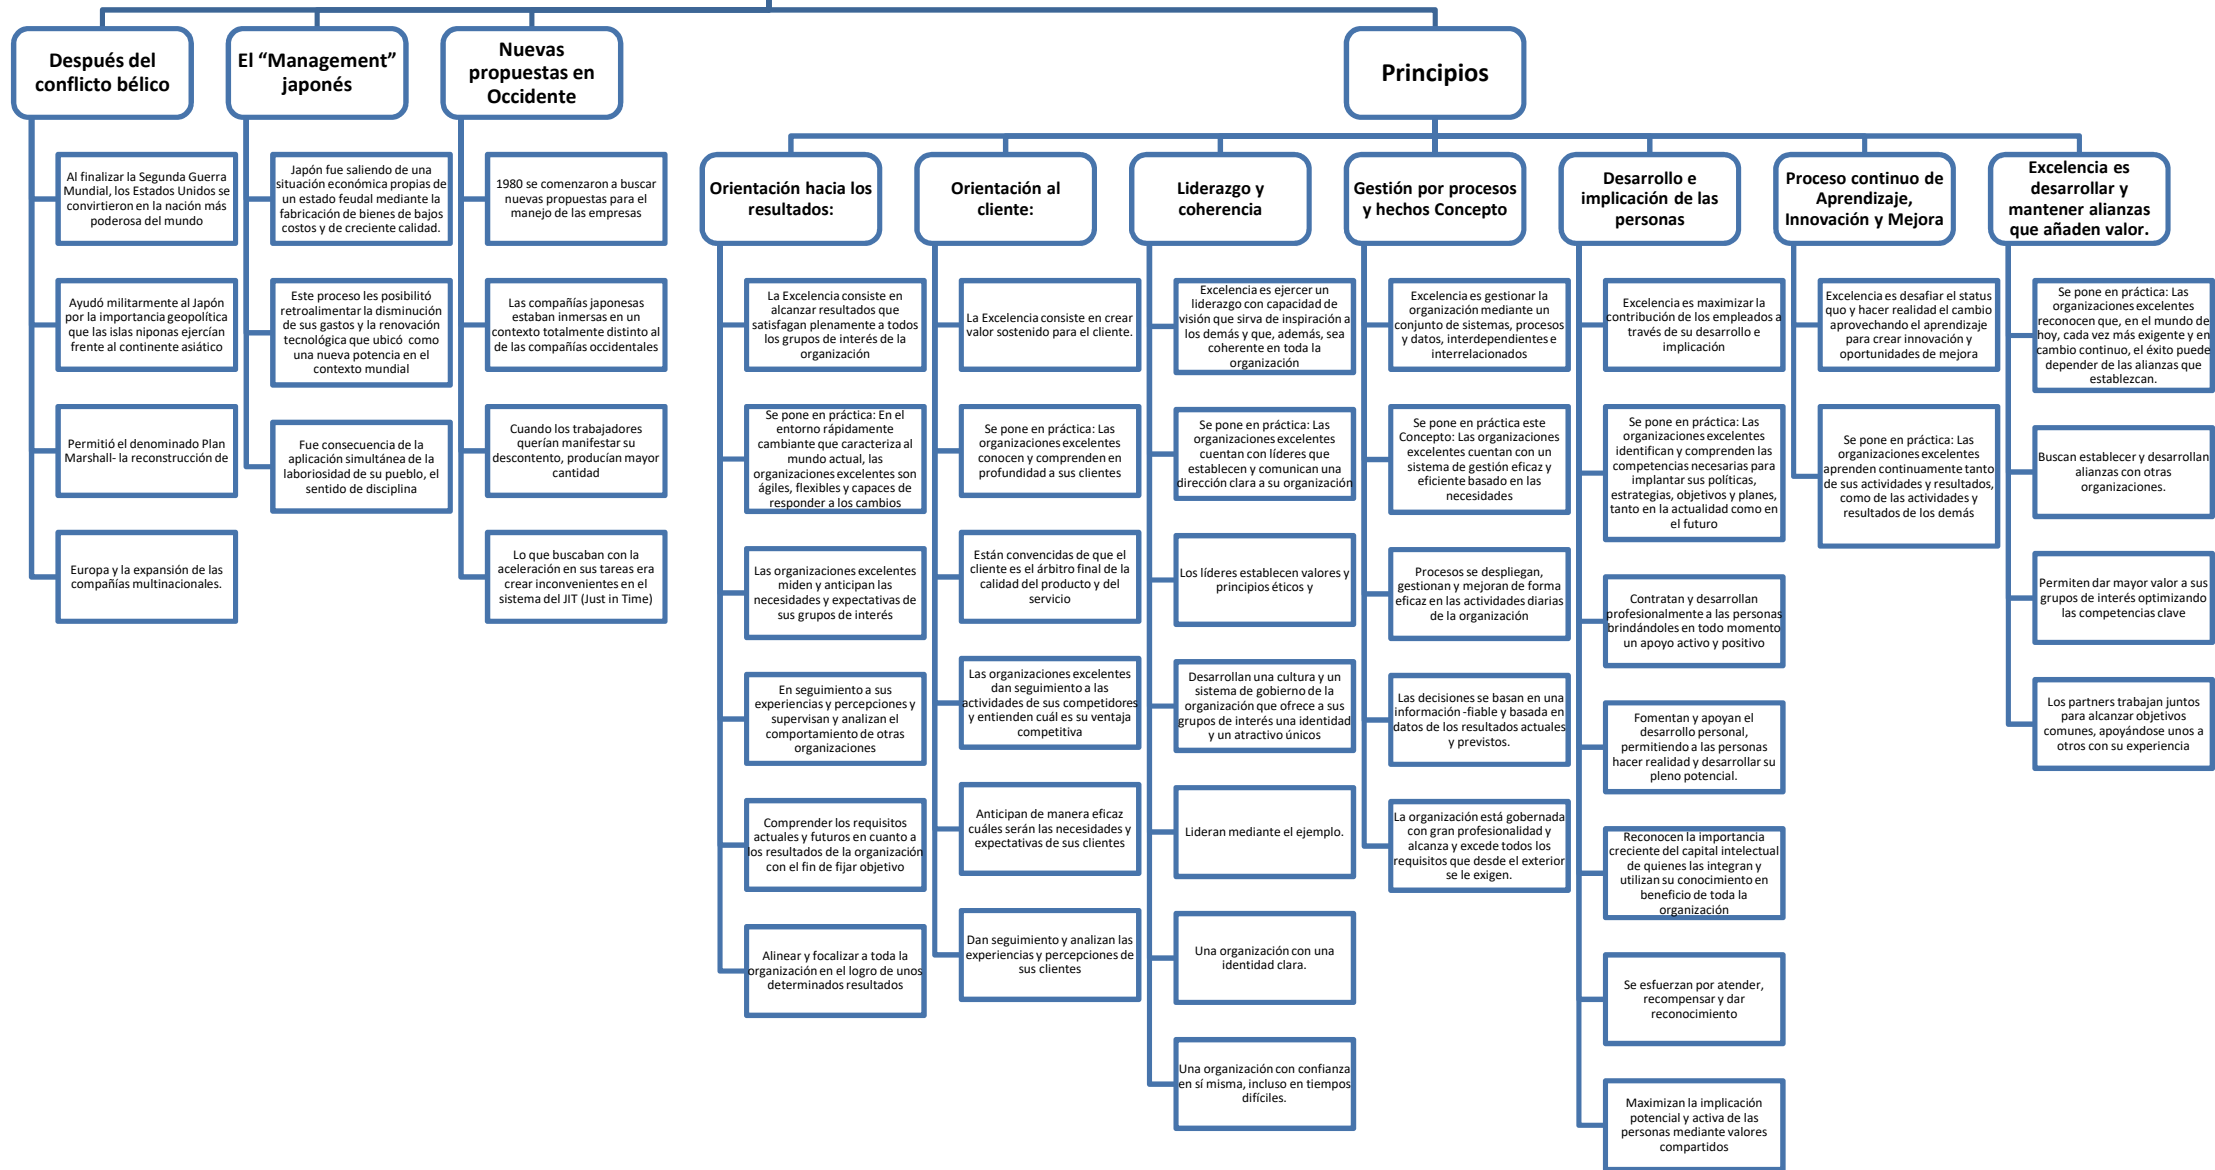 Después del
conflicto bélico
Al finalizar la Segunda Guerra
Mundial, los Estados Unidos se
convirtieron en la nación más
poderosa del mundo
Ayudó militarmente al Japón
por la importancia geopolítica
que las islas niponas ejercían
frente al continente asiático
Permitió el denominado Plan
Marshall- la reconstrucción de
Europa y la expansión de las
compañías multinacionales.
El “Management”
japonés
Japón fue saliendo de una
situación económica propias de
un estado feudal mediante la
fabricación de bienes de bajos
costos y de creciente calidad.
Este proceso les posibilitó
retroalimentar la disminución
de sus gastos y la renovación
tecnológica que ubicó como
una nueva potencia en el
contexto mundial
Fue consecuencia de la
aplicación simultánea de la
laboriosidad de su pueblo, el
sentido de disciplina
Nuevas
propuestas en
Occidente
1980 se comenzaron a buscar
nuevas propuestas para el
manejo de las empresas
Las compañías japonesas
estaban inmersas en un
contexto totalmente distinto al
de las compañías occidentales
Cuando los trabajadores
querían manifestar su
descontento, producían mayor
cantidad
Lo que buscaban con la
aceleración en sus tareas era
crear inconvenientes en el
sistema del JIT (Just in Time)
Principios
Orientación hacia los
resultados:
La Excelencia consiste en
alcanzar resultados que
satisfagan plenamente a todos
los grupos de interés de la
organización
Se pone en práctica: En el
entorno rápidamente
cambiante que caracteriza al
mundo actual, las
organizaciones excelentes son
ágiles, flexibles y capaces de
responder a los cambios
Las organizaciones excelentes
miden y anticipan las
necesidades y expectativas de
sus grupos de interés
En seguimiento a sus
experiencias y percepciones y
supervisan y analizan el
comportamiento de otras
organizaciones
Comprender los requisitos
actuales y futuros en cuanto a
los resultados de la organización
con el fin de fijar objetivo
Alinear y focalizar a toda la
organización en el logro de unos
determinados resultados
Orientación al
cliente:
La Excelencia consiste en crear
valor sostenido para el cliente.
Se pone en práctica: Las
organizaciones excelentes
conocen y comprenden en
profundidad a sus clientes
Están convencidas de que el
cliente es el árbitro final de la
calidad del producto y del
servicio
Las organizaciones excelentes
dan seguimiento a las
actividades de sus competidores
y entienden cuál es su ventaja
competitiva
Anticipan de manera eficaz
cuáles serán las necesidades y
expectativas de sus clientes
Dan seguimiento y analizan las
experiencias y percepciones de
sus clientes
Liderazgo y
coherencia
Excelencia es ejercer un
liderazgo con capacidad de
visión que sirva de inspiración a
los demás y que, además, sea
coherente en toda la
organización
Se pone en práctica: Las
organizaciones excelentes
cuentan con líderes que
establecen y comunican una
dirección clara a su organización
Los líderes establecen valores y
principios éticos y
Desarrollan una cultura y un
sistema de gobierno de la
organización que ofrece a sus
grupos de interés una identidad
y un atractivo únicos
Lideran mediante el ejemplo.
Una organización con una
identidad clara.
Una organización con confianza
en sí misma, incluso en tiempos
difíciles.
Gestión por procesos
y hechos Concepto
Excelencia es gestionar la
organización mediante un
conjunto de sistemas, procesos
y datos, interdependientes e
interrelacionados
Se pone en práctica este
Concepto: Las organizaciones
excelentes cuentan con un
sistema de gestión eficaz y
eficiente basado en las
necesidades
Procesos se despliegan,
gestionan y mejoran de forma
eficaz en las actividades diarias
de la organización
Las decisiones se basan en una
información -fiable y basada en
datos de los resultados actuales
y previstos.
La organización está gobernada
con gran profesionalidad y
alcanza y excede todos los
requisitos que desde el exterior
se le exigen.
Desarrollo e
implicación de las
personas
Excelencia es maximizar la
contribución de los empleados a
través de su desarrollo e
implicación
Se pone en práctica: Las
organizaciones excelentes
identifican y comprenden las
competencias necesarias para
implantar sus políticas,
estrategias, objetivos y planes,
tanto en la actualidad como en
el futuro
Contratan y desarrollan
profesionalmente a las personas
brindándoles en todo momento
un apoyo activo y positivo
Fomentan y apoyan el
desarrollo personal,
permitiendo a las personas
hacer realidad y desarrollar su
pleno potencial.
Reconocen la importancia
creciente del capital intelectual
de quienes las integran y
utilizan su conocimiento en
beneficio de toda la
organización
Se esfuerzan por atender,
recompensar y dar
reconocimiento
Maximizan la implicación
potencial y activa de las
personas mediante valores
compartidos
Proceso continuo de
Aprendizaje,
Innovación y Mejora
Excelencia es desafiar el status
quo y hacer realidad el cambio
aprovechando el aprendizaje
para crear innovación y
oportunidades de mejora
Se pone en práctica: Las
organizaciones excelentes
aprenden continuamente tanto
de sus actividades y resultados,
como de las actividades y
resultados de los demás
Excelencia es
desarrollar y
mantener alianzas
que añaden valor.
Se pone en práctica: Las
organizaciones excelentes
reconocen que, en el mundo de
hoy, cada vez más exigente y en
cambio continuo, el éxito puede
depender de las alianzas que
establezcan.
Buscan establecer y desarrollan
alianzas con otras
organizaciones.
Permiten dar mayor valor a sus
grupos de interés optimizando
las competencias clave
Los partners trabajan juntos
para alcanzar objetivos
comunes, apoyándose unos a
otros con su experiencia